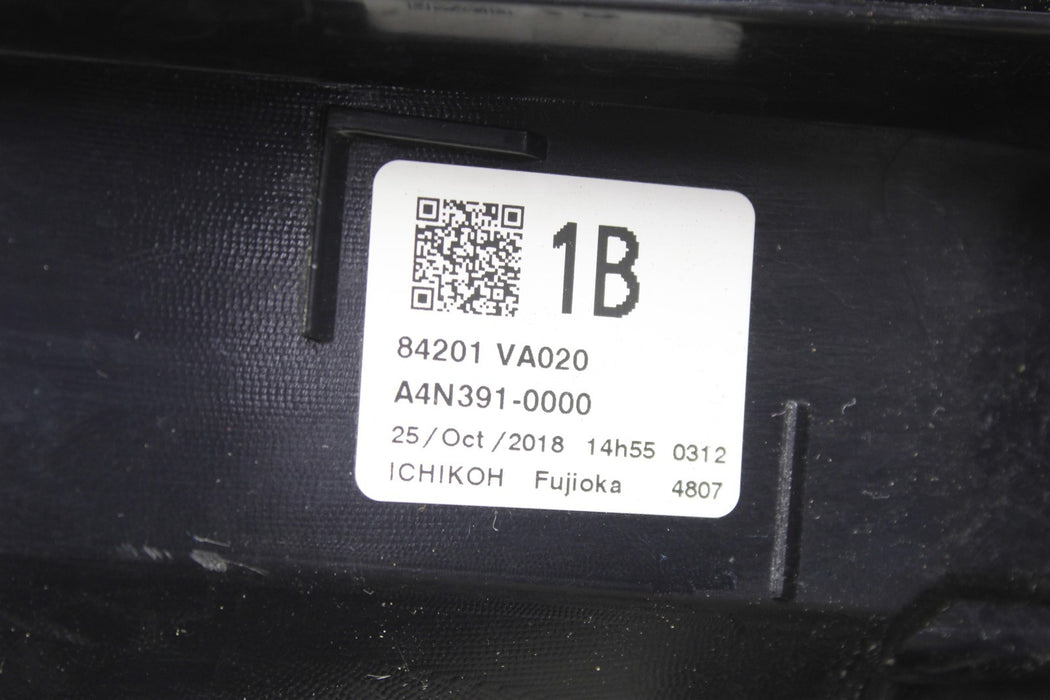 1B
84201 VA020
A4N391-0000
25/Oct/2018 14h55 0312
ICHIKOH Fujioka 4807